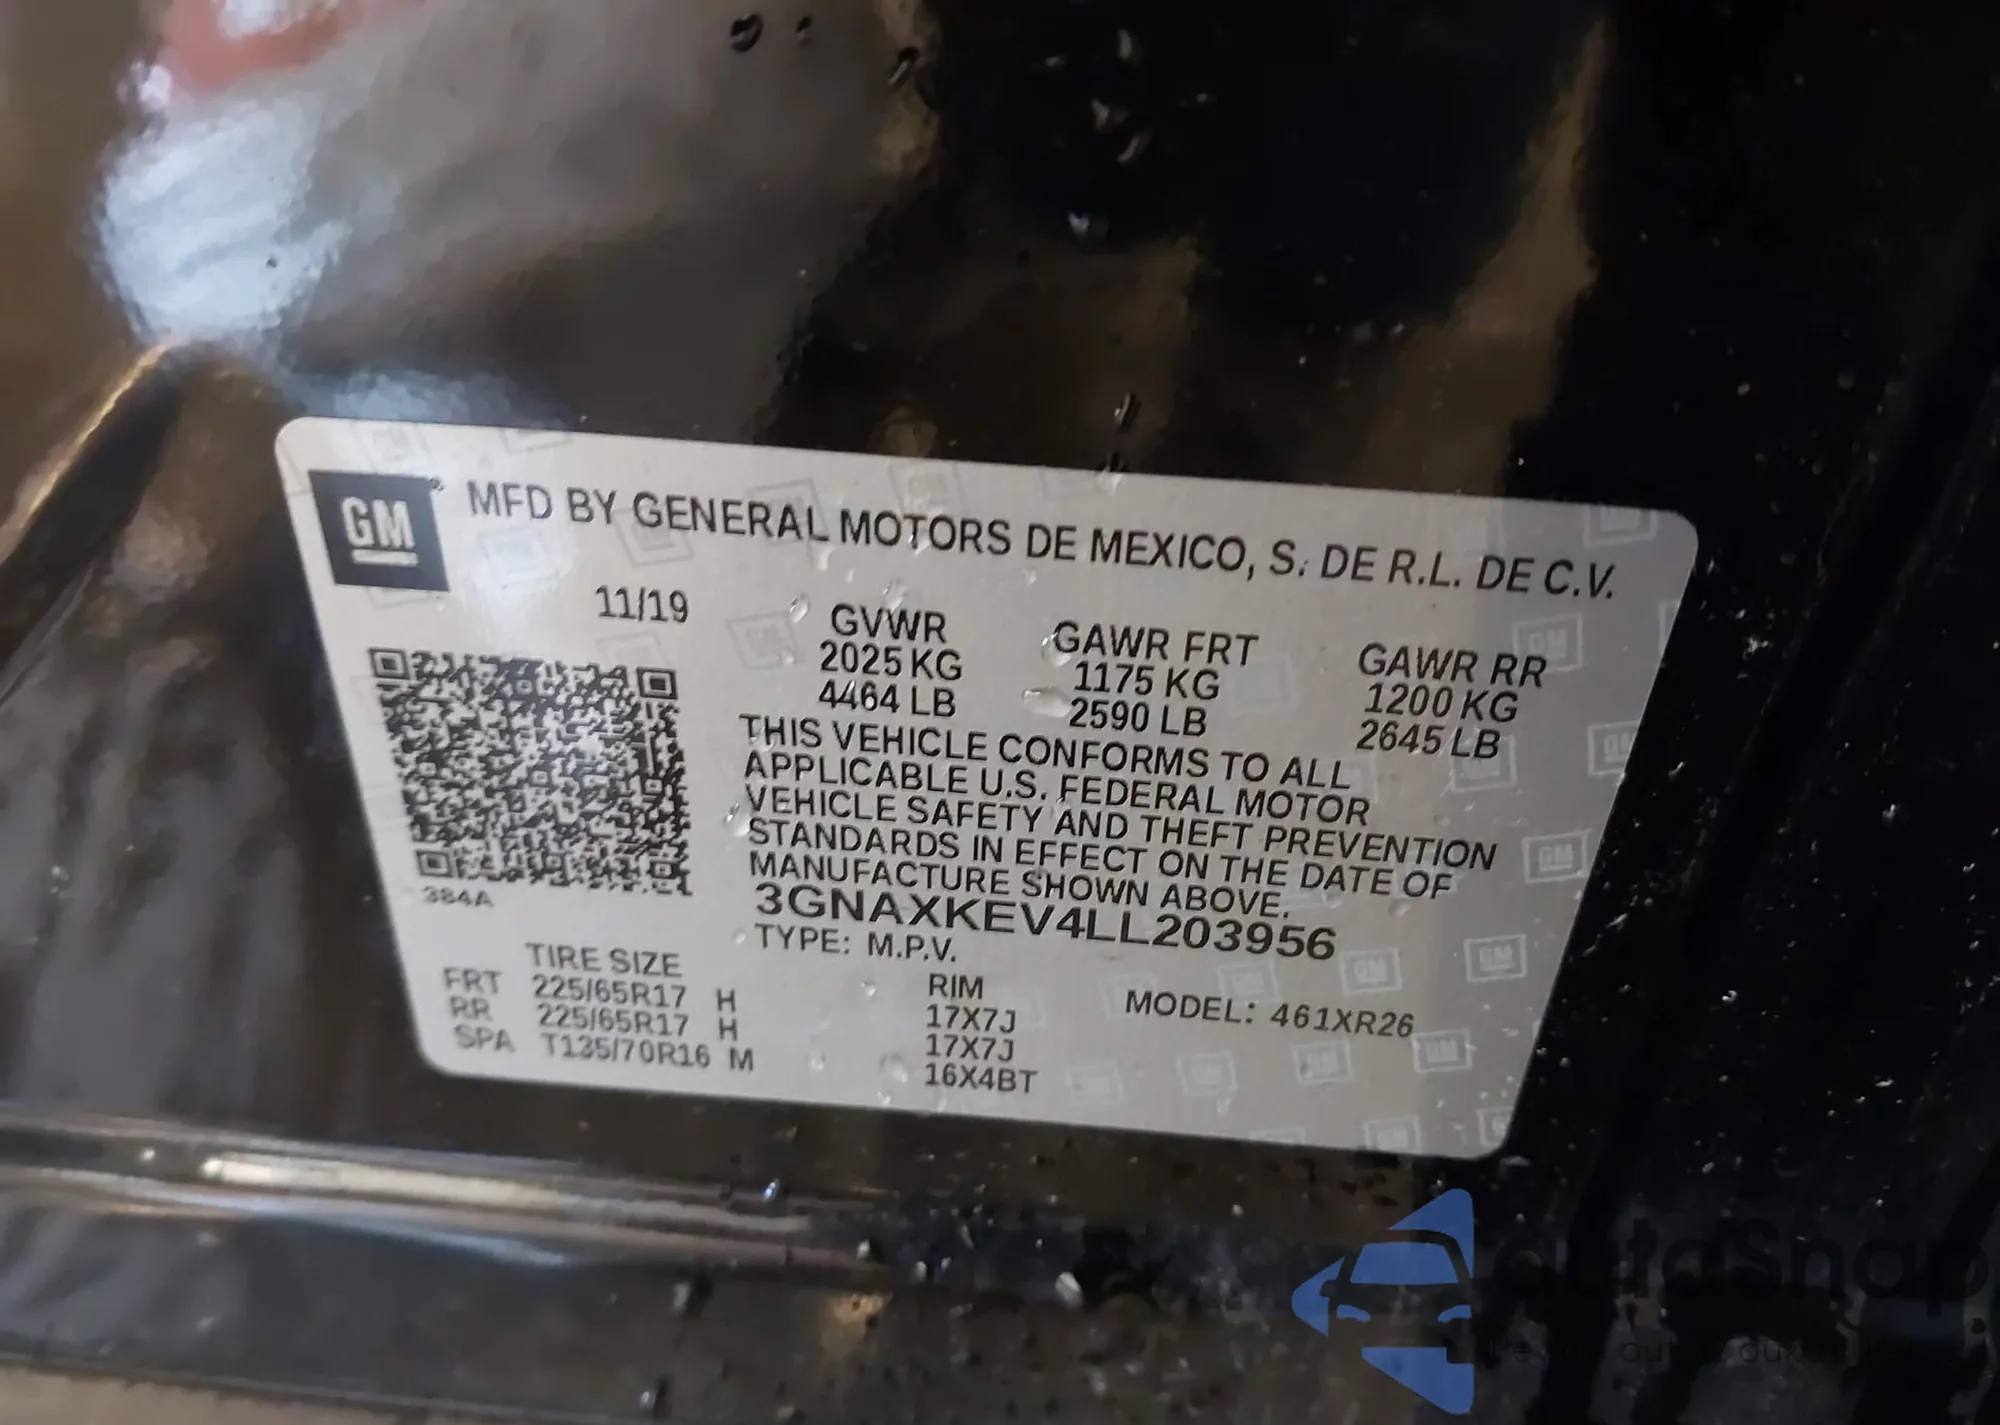 GM® MFD BY GENERAL MOTORS DE MEXICO, S. DE R.L. DE C.V.
11/19
GVWR GAWR FRT GAWR RR
2025 KG 1175 KG 1200 KG
4464 LB 2590 LB 2645 LB
THIS VEHICLE CONFORMS TO ALL
APPLICABLE U.S. FEDERAL MOTOR
VEHICLE SAFETY AND THEFT PREVENTION
STANDARDS IN EFFECT ON THE DATE OF
MANUFACTURE SHOWN ABOVE.
384A
3GNAXKEV4LL203956
TYPE: M.P.V.
TIRE SIZE RIM MODEL: 461XR26
FRT 225/65R17 H 17X7J
RR 225/65R17 H 17X7J
SPA T135/70R16 M 16X4BT
autoSnap